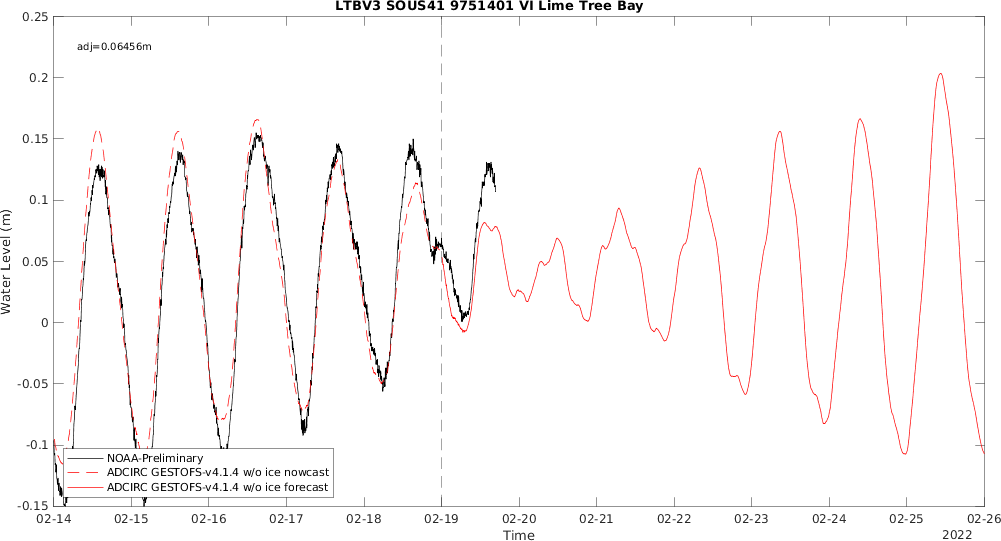 LTBV3 SOUS41 9751401 VI Lime Tree Bay
adj=0.06456m
0.25
0.2
0.15
0.1
0.05
0
-0.05
-0.1
-0.15
Water Level (m)
NOAA-Preliminary
ADCIRC GESTOFS-v4.1.4 w/o ice nowcast
ADCIRC GESTOFS-v4.1.4 w/o ice forecast
02-14 02-15 02-16 02-17 02-18 02-19 02-20 02-21 02-22 02-23 02-24 02-25 02-26
Time
2022